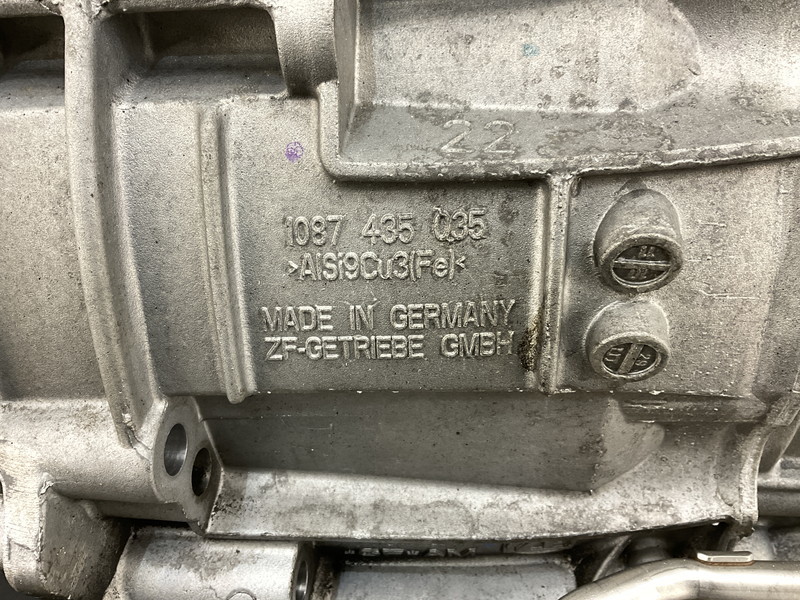 22
1087 435 035
>AlSi9Cu3(Fe)<
MADE IN GERMANY
ZF-GETRIEBE GMBH